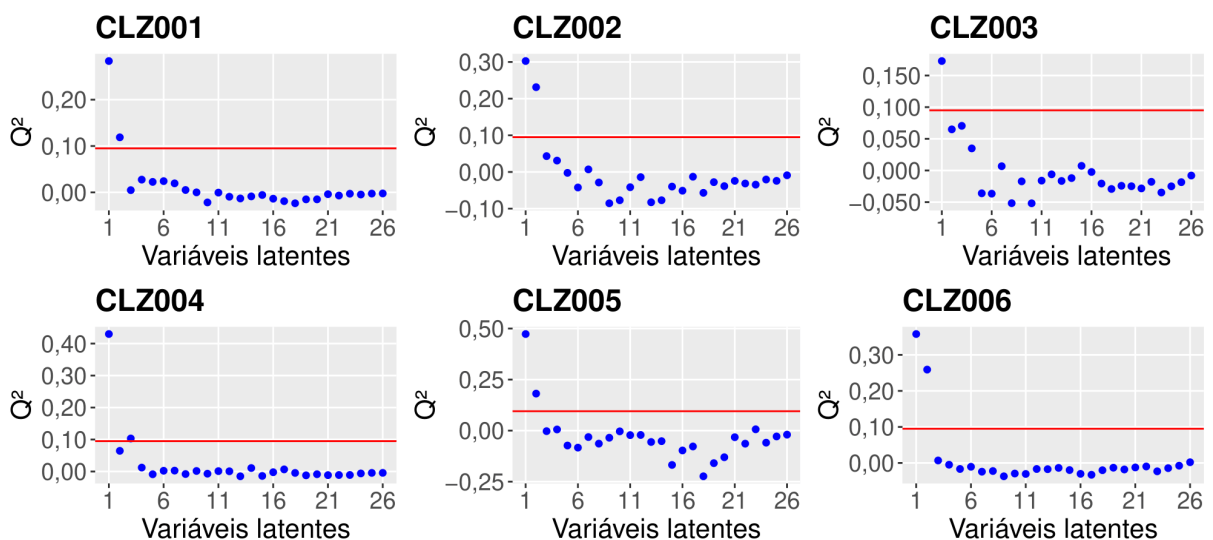 CLZ001
Q²
0,20
0,10
0,00
1 6 11 16 21 26
Variáveis latentes
CLZ002
Q²
0,30
0,20
0,10
0,00
−0,10
1 6 11 16 21 26
Variáveis latentes
CLZ003
Q²
0,150
0,100
0,050
0,000
−0,050
1 6 11 16 21 26
Variáveis latentes
CLZ004
Q²
0,40
0,30
0,20
0,10
0,00
1 6 11 16 21 26
Variáveis latentes
CLZ005
Q²
0,50
0,25
0,00
−0,25
1 6 11 16 21 26
Variáveis latentes
CLZ006
Q²
0,30
0,20
0,10
0,00
1 6 11 16 21 26
Variáveis latentes